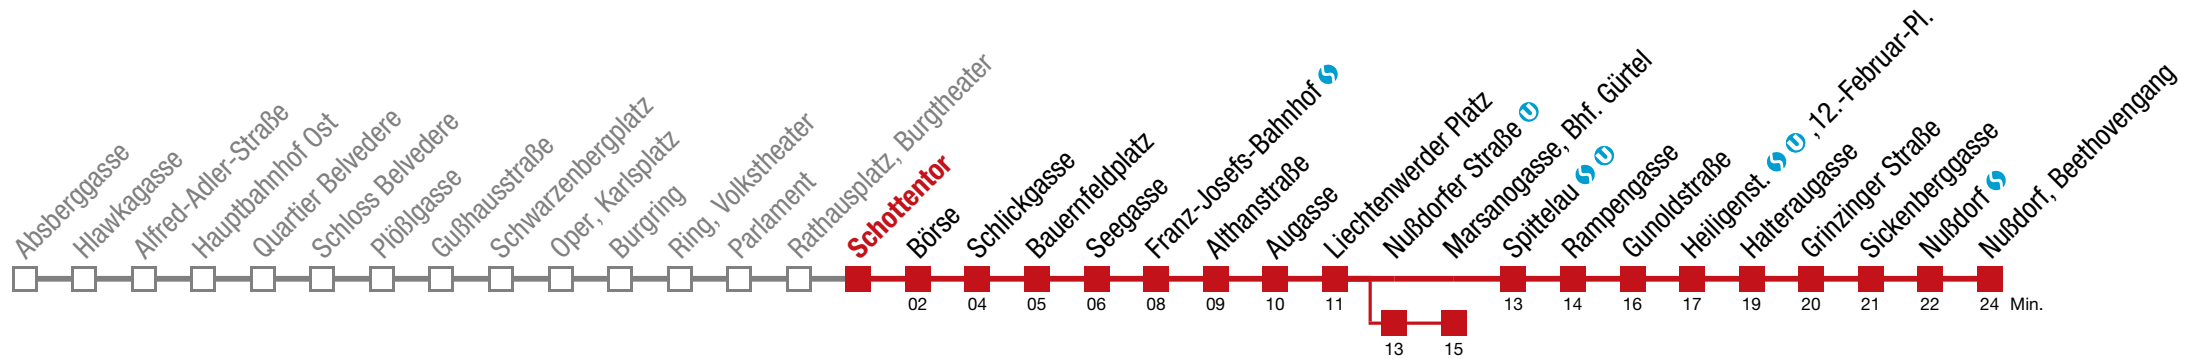 Absberggasse
Hlawkagasse
Alfred-Adler-Straße
Hauptbahnhof Ost
Quartier Belvedere
Schloss Belvedere
Plößlgasse
Gußhausstraße
Schwarzenbergplatz
Oper, Karlsplatz
Burgring
Ring, Volkstheater
Parlament
Rathausplatz, Burgtheater
Schottentor
Börse
Schlickgasse
Bauernfeldplatz
Seegasse
Franz-Josefs-Bahnhof S
Althanstraße
Augasse
Liechtenwerder Platz
Nußdorfer Straße U
Marsanogasse, Bhf. Gürtel
Spittelau S U
Rampengasse
Gunoldstraße
Heiligenst. S U ,12.-Februar-Pl.
Halteraugasse
Grinzinger Straße
Sickenberggasse
Nußdorf S
Nußdorf, Beethovengang
02 04 05 06 08 09 10 11 13 14 16 17 19 20 21 22 24 Min.
13 15